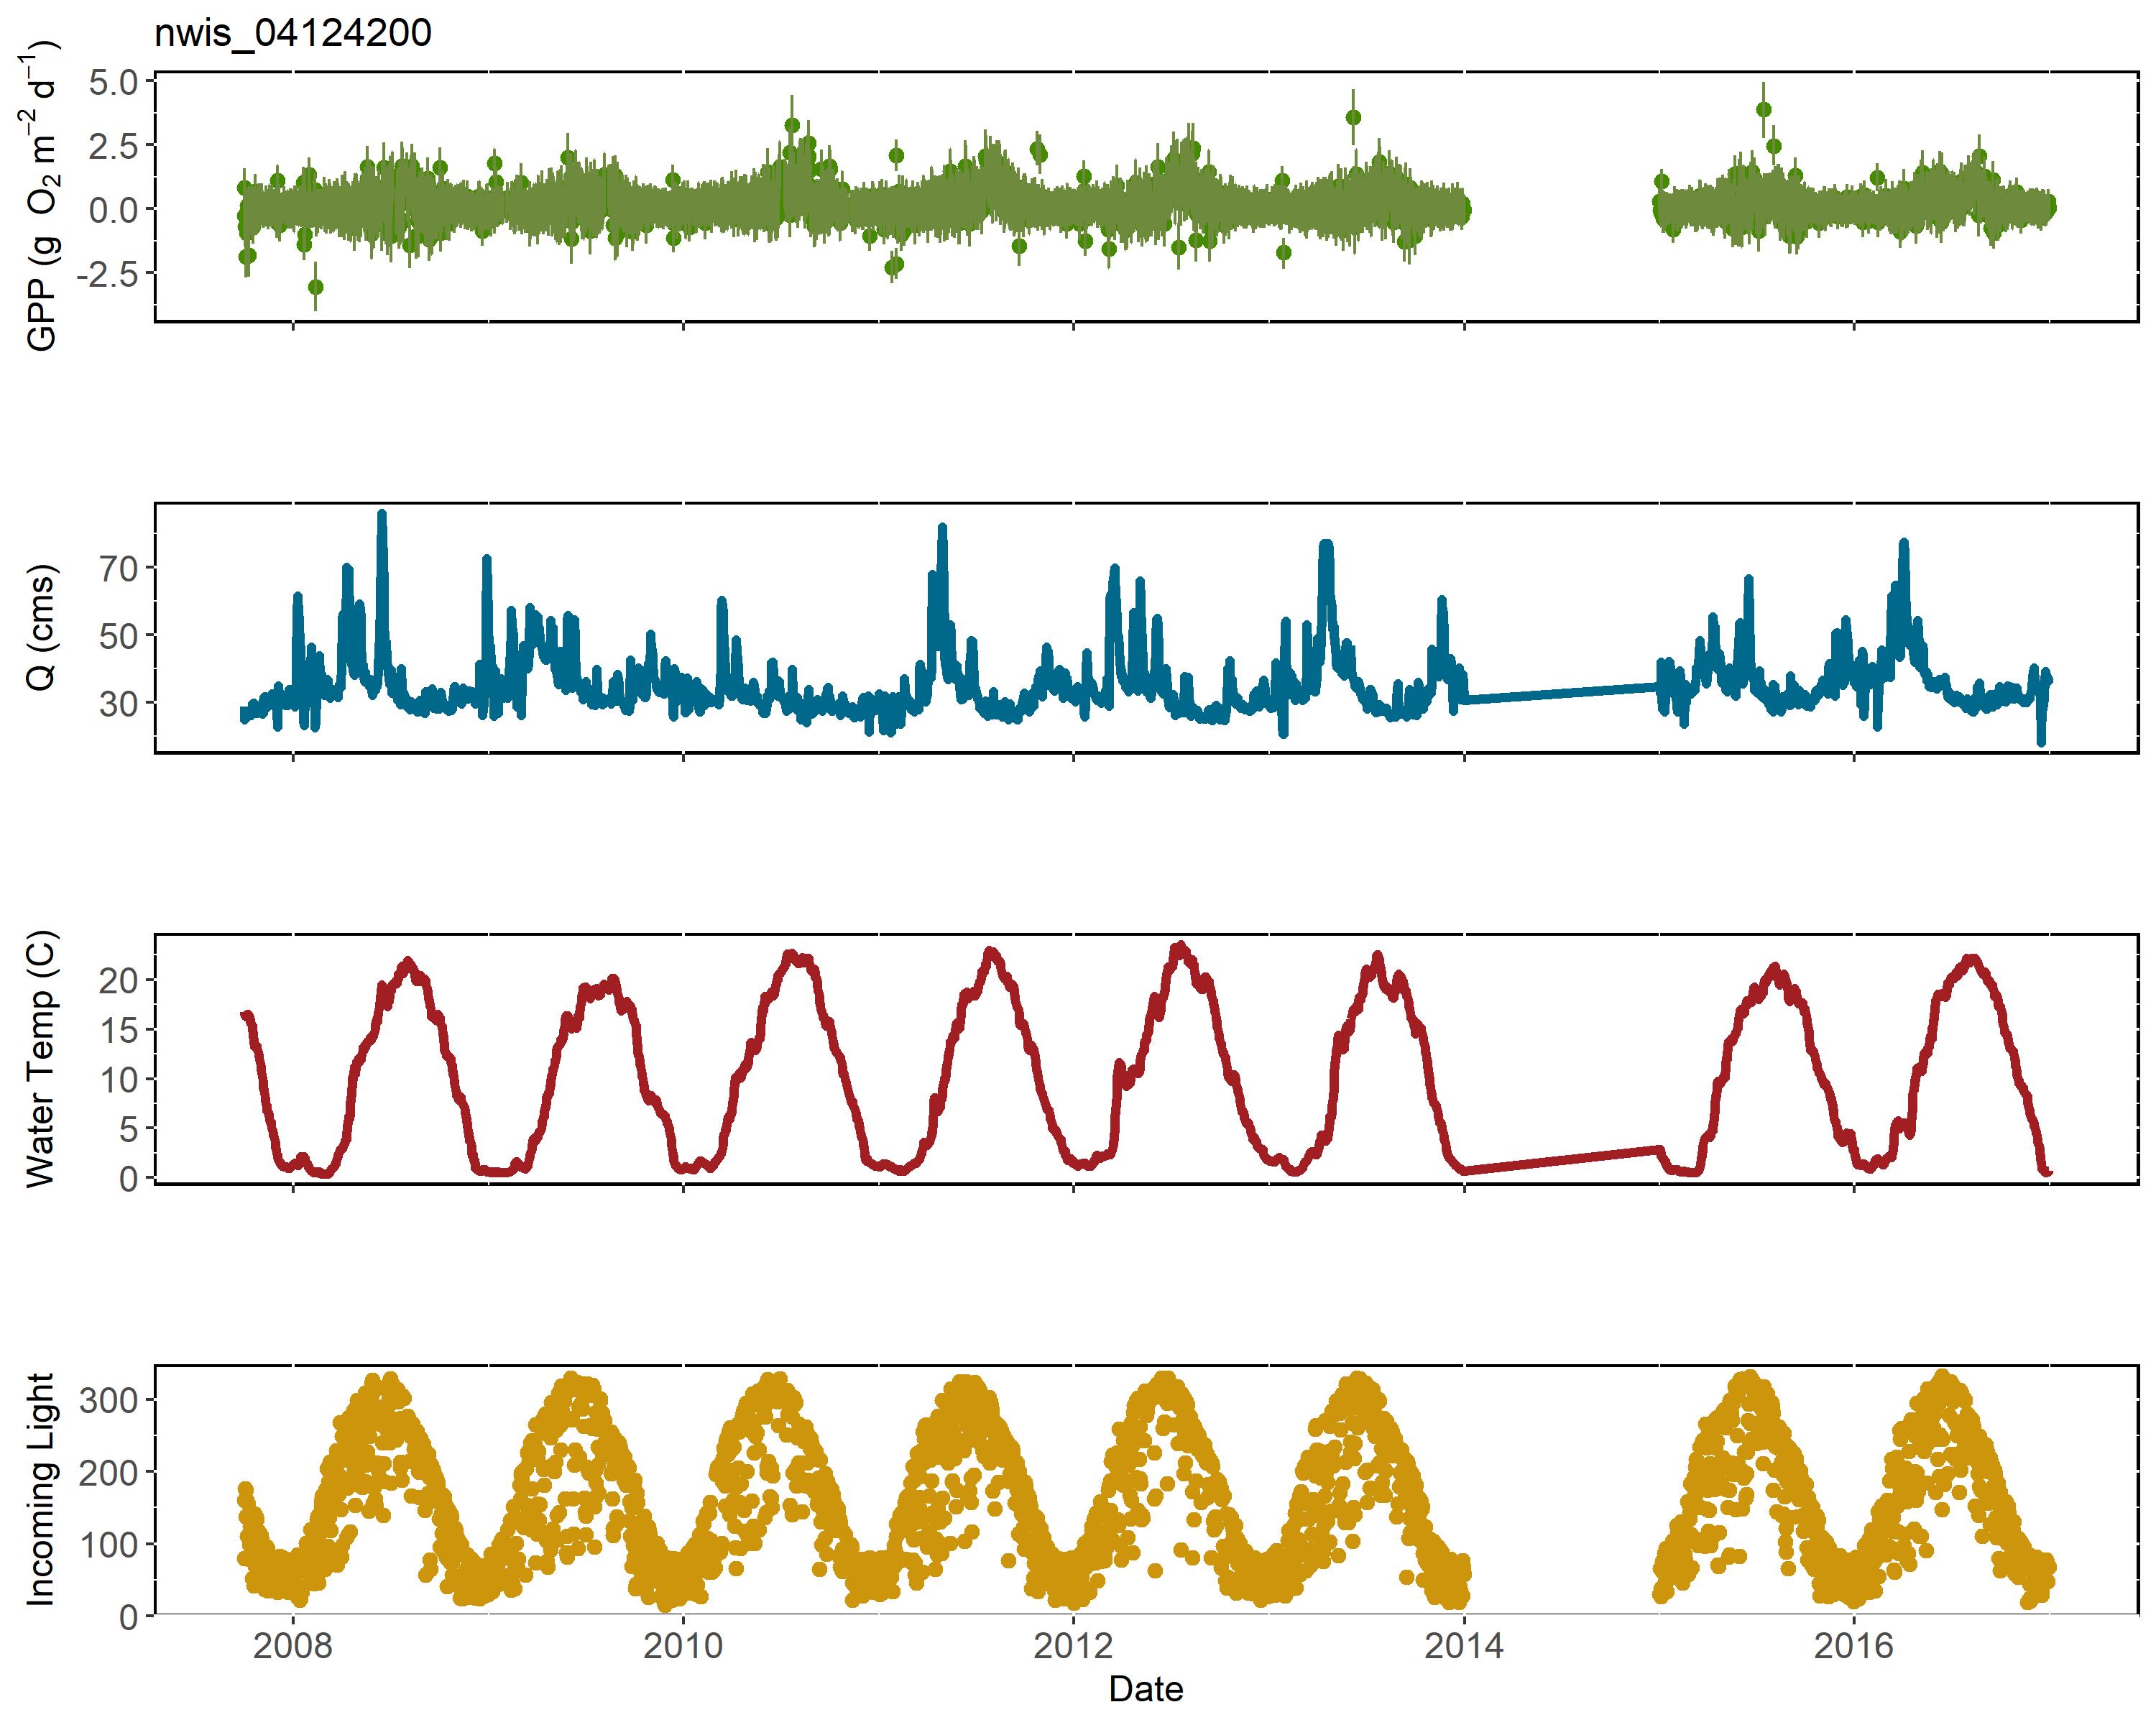 nwis_04124200
GPP (g O₂ m⁻² d⁻¹)
5.0
2.5
0.0
-2.5
Q (cms)
70
50
30
Water Temp (C)
20
15
10
5
0
Incoming Light
300
200
100
0
2008 2010 2012 2014 2016
Date